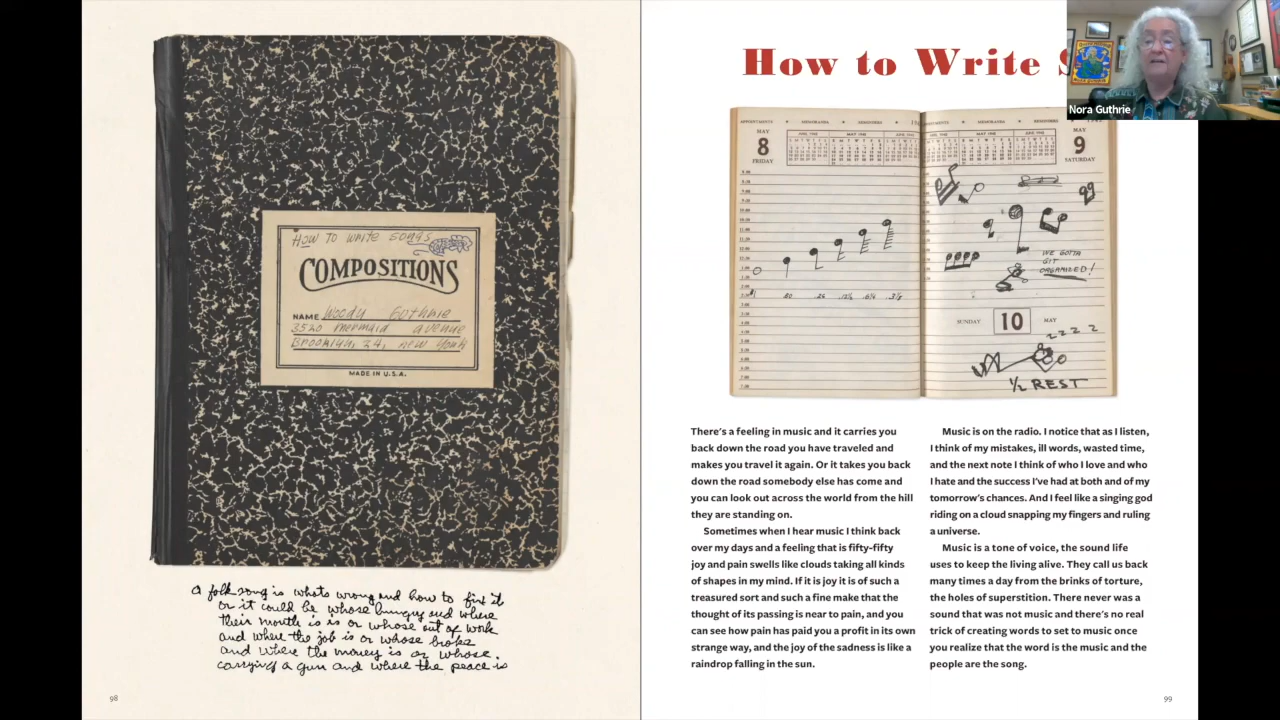 How to write songs
COMPOSITIONS
NAME Woody Guthrie
3520 mermaid avenue
Brooklyn, 24, new York
MADE IN U.S.A.
a folk song is whats wrong and how to fix it
or it could be whose hungry and where
their mouth is is or whose out of work
and where the job is or whose broke
and where the money is or whose
carrying a gun and where the peace is
98
How to Write S
Nora Guthrie
MAY
8
FRIDAY
MAY
9
SATURDAY
WE GOTTA
GIT
ORGANIZED!
SUNDAY 10 MAY
z z z z
½ REST
There's a feeling in music and it carries you
back down the road you have traveled and
makes you travel it again. Or it takes you back
down the road somebody else has come and
you can look out across the world from the hill
they are standing on.
Sometimes when I hear music I think back
over my days and a feeling that is fifty-fifty
joy and pain swells like clouds taking all kinds
of shapes in my mind. If it is joy it is of such a
treasured sort and such a fine make that the
thought of its passing is near to pain, and you
can see how pain has paid you a profit in its own
strange way, and the joy of the sadness is like a
raindrop falling in the sun.
Music is on the radio. I notice that as I listen,
I think of my mistakes, ill words, wasted time,
and the next note I think of who I love and who
I hate and the success I've had at both and of my
tomorrow's chances. And I feel like a singing god
riding on a cloud snapping my fingers and ruling
a universe.
Music is a tone of voice, the sound life
uses to keep the living alive. They call us back
many times a day from the brinks of torture,
the holes of superstition. There never was a
sound that was not music and there's no real
trick of creating words to set to music once
you realize that the word is the music and the
people are the song.
99